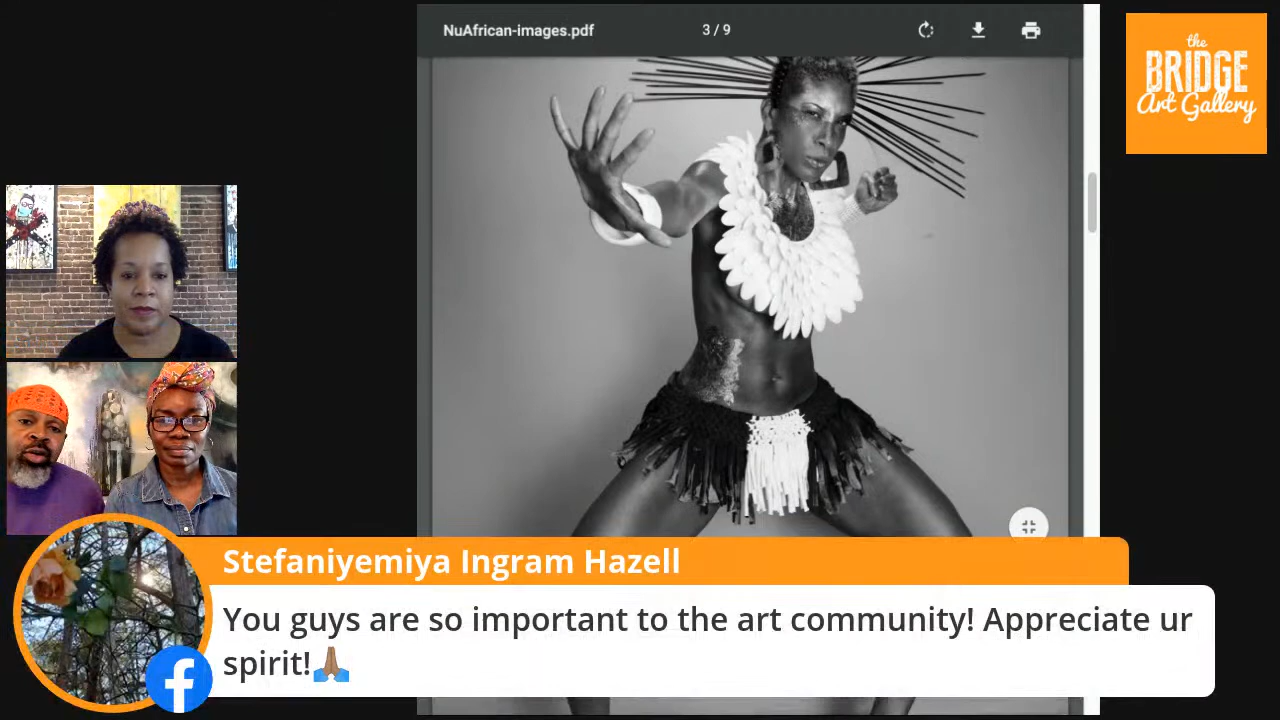 NuAfrican-images.pdf
3 / 9
the
BRIDGE
Art Gallery
Stefaniyemiya Ingram Hazell
You guys are so important to the art community! Appreciate ur
spirit!🙏🏽